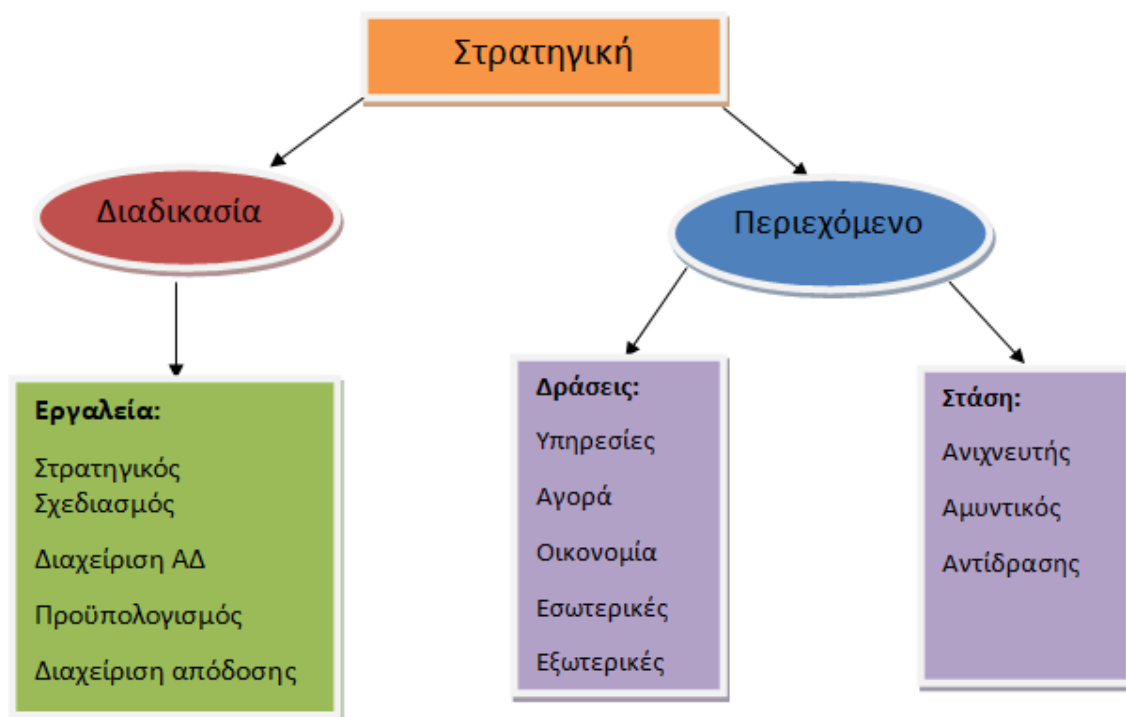 Στρατηγική
Διαδικασία
Περιεχόμενο
Εργαλεία:
Στρατηγικός
Σχεδιασμός
Διαχείριση ΑΔ
Προϋπολογισμός
Διαχείριση απόδοσης
Δράσεις:
Υπηρεσίες
Αγορά
Οικονομία
Εσωτερικές
Εξωτερικές
Στάση:
Ανιχνευτής
Αμυντικός
Αντίδρασης